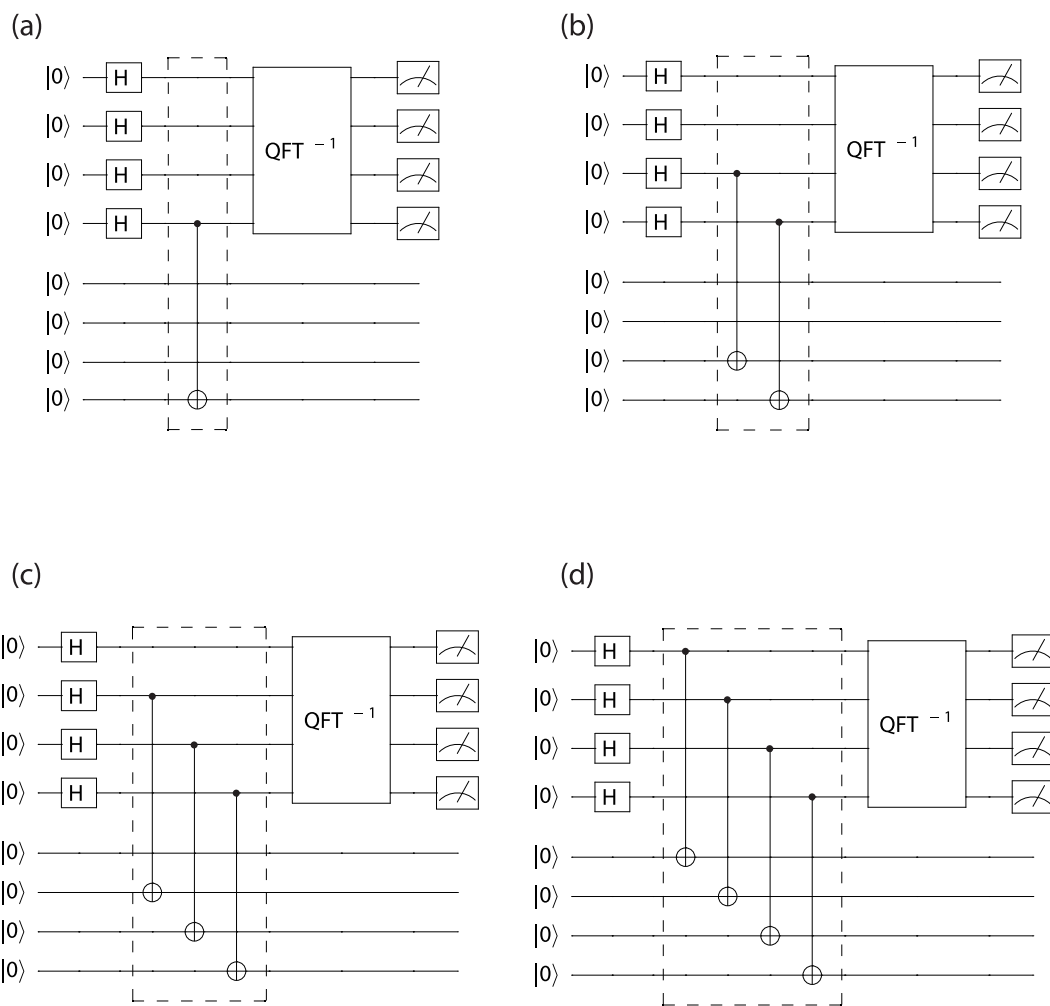 (a)
(b)
|0⟩ H
|0⟩ H
|0⟩ H
|0⟩ H
QFT ⁻¹
|0⟩
|0⟩
|0⟩
|0⟩
|0⟩ H
|0⟩ H
|0⟩ H
|0⟩ H
QFT ⁻¹
|0⟩
|0⟩
|0⟩
|0⟩
(c)
(d)
|0⟩ H
|0⟩ H
|0⟩ H
|0⟩ H
QFT ⁻¹
|0⟩
|0⟩
|0⟩
|0⟩
|0⟩ H
|0⟩ H
|0⟩ H
|0⟩ H
QFT ⁻¹
|0⟩
|0⟩
|0⟩
|0⟩